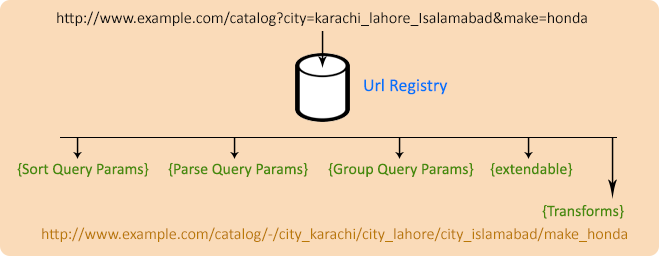 http://www.example.com/catalog?city=karachi_lahore_Isalamabad&make=honda
Url Registry
{Sort Query Params} {Parse Query Params} {Group Query Params} {extendable}
{Transforms}
http://www.example.com/catalog/-/city_karachi/city_lahore/city_islamabad/make_honda